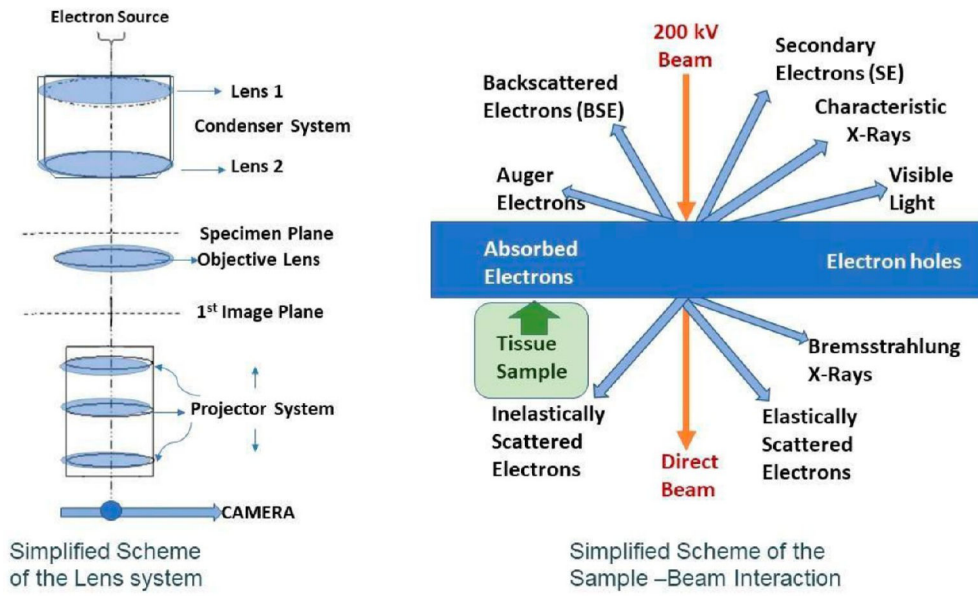 Electron Source
Lens 1
Condenser System
Lens 2
Specimen Plane
Objective Lens
1st Image Plane
Projector System
CAMERA
Simplified Scheme
of the Lens system
200 kV
Beam
Secondary
Electrons (SE)
Backscattered
Electrons (BSE)
Characteristic
X-Rays
Auger
Electrons
Visible
Light
Absorbed
Electrons
Electron holes
Tissue
Sample
Bremsstrahlung
X-Rays
Inelastically
Scattered
Electrons
Direct
Beam
Elastically
Scattered
Electrons
Simplified Scheme of the
Sample –Beam Interaction